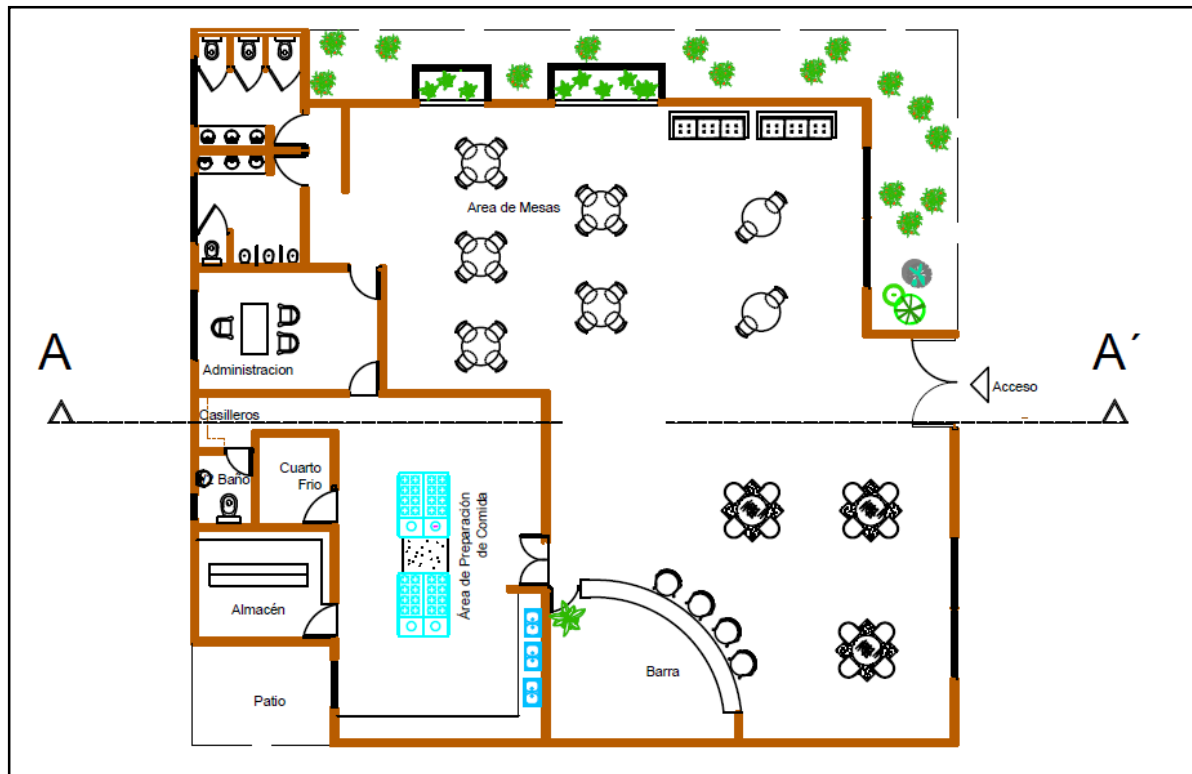 Area de Mesas
A
A´
Administracion
Acceso
Casilleros
Baño
Cuarto
Frio
Área de Preparación
de Comida
Almacén
Barra
Patio